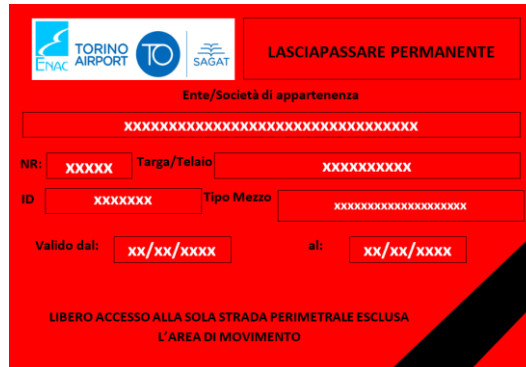 ENAC TORINO AIRPORT TO SAGAT
LASCIAPASSARE PERMANENTE
Ente/Società di appartenenza
xxxxxxxxxxxxxxxxxxxxxxxxxxxxxxxxx
NR: xxxxx Targa/Telaio xxxxxxxxxx
ID xxxxxxx Tipo Mezzo xxxxxxxxxxxxxxxxxxxx
Valido dal: xx/xx/xxxx al: xx/xx/xxxx
LIBERO ACCESSO ALLA SOLA STRADA PERIMETRALE ESCLUSA
L'AREA DI MOVIMENTO